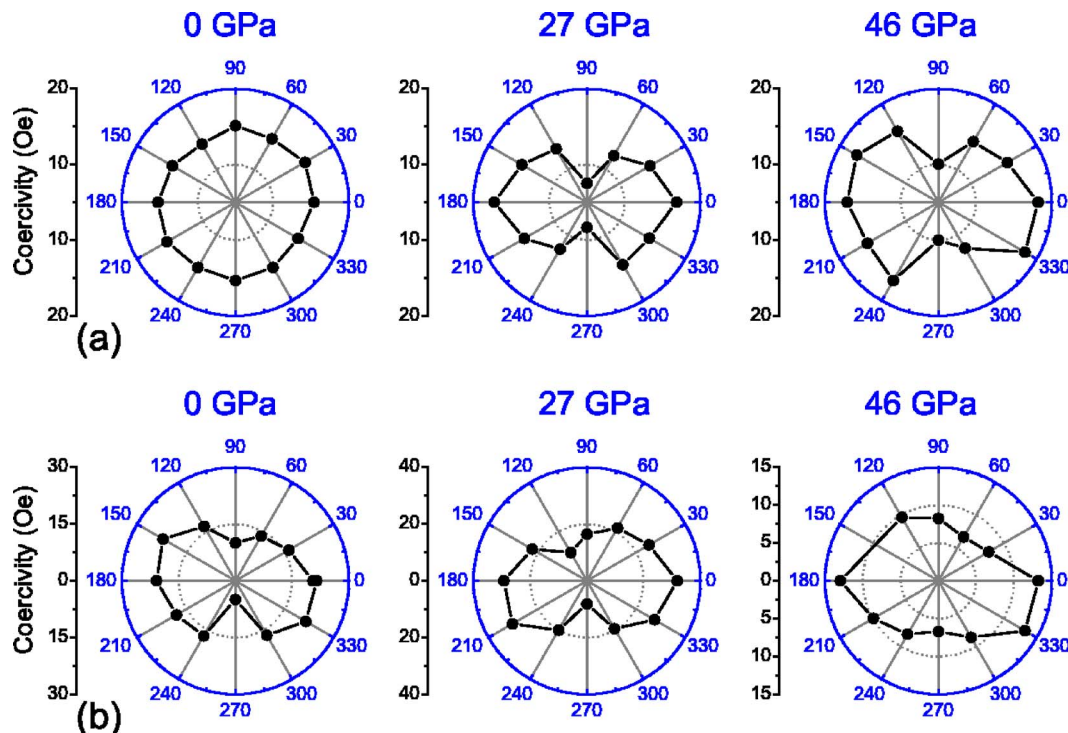 0 GPa 27 GPa 46 GPa
90 90 90
20 120 60 20 120 60 20 120 60
150 30 150 30 150 30
10 10 10
Coercivity (Oe)
180 0 180 0 180 0
10 10 10
210 330 210 330 210 330
20 240 300 20 240 300 20 240 300
270 270 270
(a)
0 GPa 27 GPa 46 GPa
90 90 90
30 120 60 40 120 60 15 120 60
150 30 150 30 10 150 30
15 20 5
Coercivity (Oe)
0 180 0 0 180 0 0 180 0
15 20 5
210 330 210 330 10 210 330
30 240 300 40 240 300 15 240 300
270 270 270
(b)